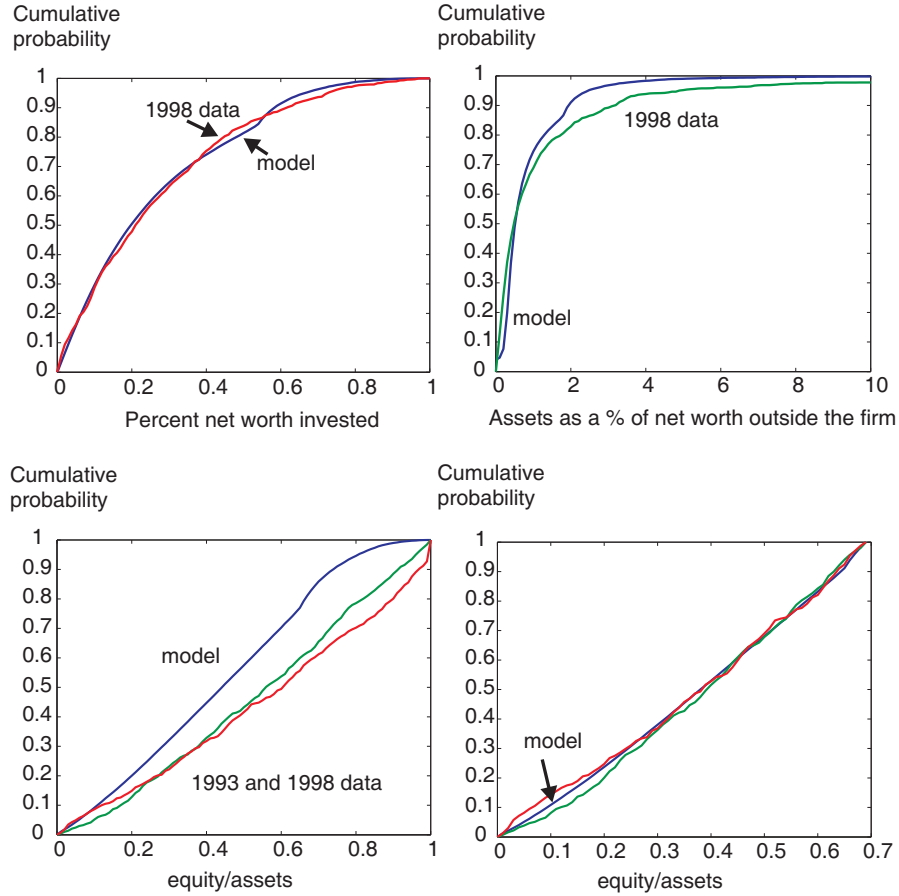 Cumulative
probability
1
0.9
0.8
0.7
0.6
0.5
0.4
0.3
0.2
0.1
0
1998 data
model
0 0.2 0.4 0.6 0.8 1
Percent net worth invested
Cumulative
probability
1
0.9
0.8
0.7
0.6
0.5
0.4
0.3
0.2
0.1
0
1998 data
model
0 2 4 6 8 10
Assets as a % of net worth outside the firm
Cumulative
probability
1
0.9
0.8
0.7
0.6
0.5
0.4
0.3
0.2
0.1
0
model
1993 and 1998 data
0 0.2 0.4 0.6 0.8 1
equity/assets
Cumulative
probability
1
0.9
0.8
0.7
0.6
0.5
0.4
0.3
0.2
0.1
0
model
0 0.1 0.2 0.3 0.4 0.5 0.6 0.7
equity/assets